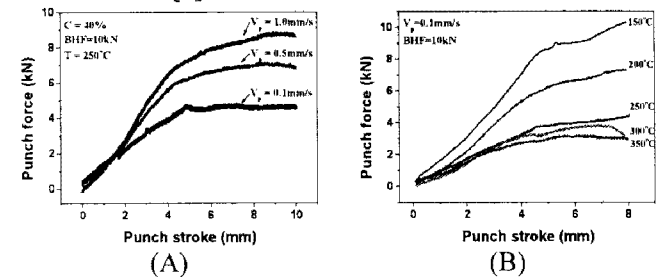 C = 40%
BHF=10kN
T = 250°C
Vp = 1.0mm/s
Vp = 0.5mm/s
Vp = 0.1mm/s
Punch force (kN)
10
8
6
4
2
0
0 2 4 6 8 10
Punch stroke (mm)
(A)
Vp=0.1mm/s
BHF=10kN
150°C
200°C
250°C
300°C
350°C
Punch force (kN)
10
8
6
4
2
0
0 2 4 6 8
Punch stroke (mm)
(B)